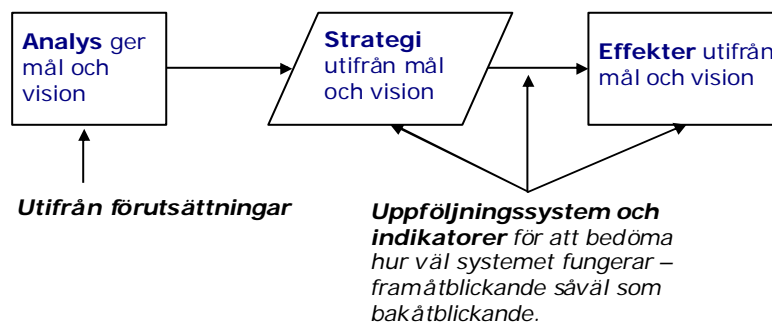 Analys ger
mål och
vision
Strategi
utifrån mål
och vision
Effekter utifrån
mål och vision
Utifrån förutsättningar
Uppföljningssystem och
indikatorer för att bedöma
hur väl systemet fungerar –
framåtblickande såväl som
bakåtblickande.